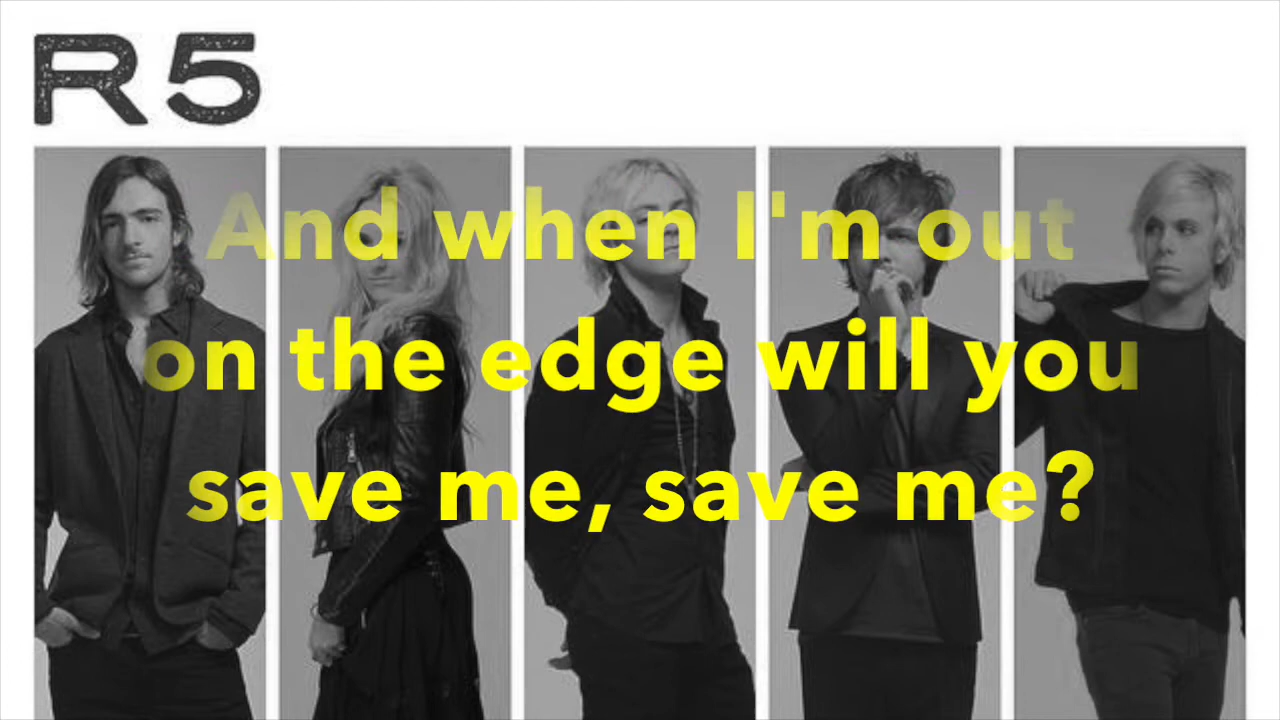 R5
And when I'm out
on the edge will you
save me, save me?